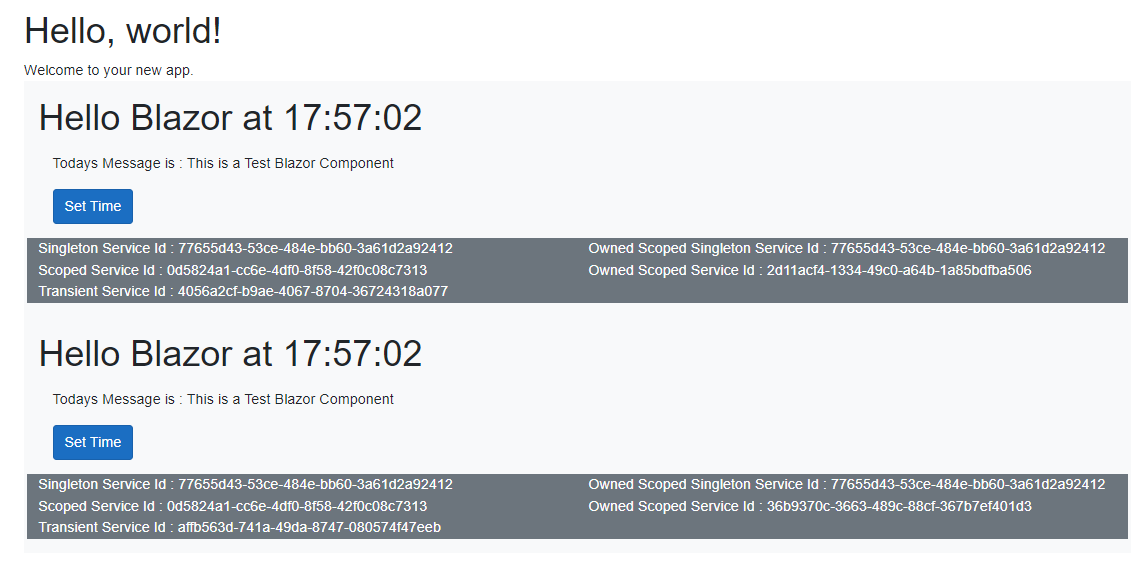 Hello, world!
Welcome to your new app.
Hello Blazor at 17:57:02
Todays Message is : This is a Test Blazor Component
Set Time
Singleton Service Id : 77655d43-53ce-484e-bb60-3a61d2a92412
Owned Scoped Singleton Service Id : 77655d43-53ce-484e-bb60-3a61d2a92412
Scoped Service Id : 0d5824a1-cc6e-4df0-8f58-42f0c08c7313
Owned Scoped Service Id : 2d11acf4-1334-49c0-a64b-1a85bdfba506
Transient Service Id : 4056a2cf-b9ae-4067-8704-36724318a077
Hello Blazor at 17:57:02
Todays Message is : This is a Test Blazor Component
Set Time
Singleton Service Id : 77655d43-53ce-484e-bb60-3a61d2a92412
Owned Scoped Singleton Service Id : 77655d43-53ce-484e-bb60-3a61d2a92412
Scoped Service Id : 0d5824a1-cc6e-4df0-8f58-42f0c08c7313
Owned Scoped Service Id : 36b9370c-3663-489c-88cf-367b7ef401d3
Transient Service Id : affb563d-741a-49da-8747-080574f47eeb